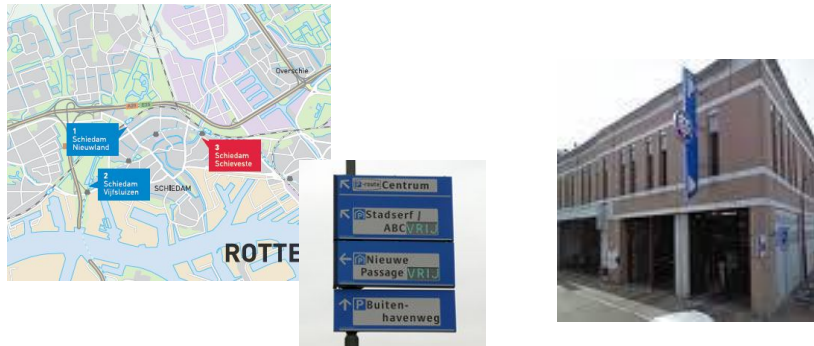 Overschie
1
Schiedam
Nieuwland
3
Schiedam
Schieveste
2
Schiedam
Vijfsluizen
SCHIEDAM
ROTTE
Centrum
P Stadserf /
ABC VRIJ
P Nieuwe
Passage VRIJ
P Buiten-
havenweg